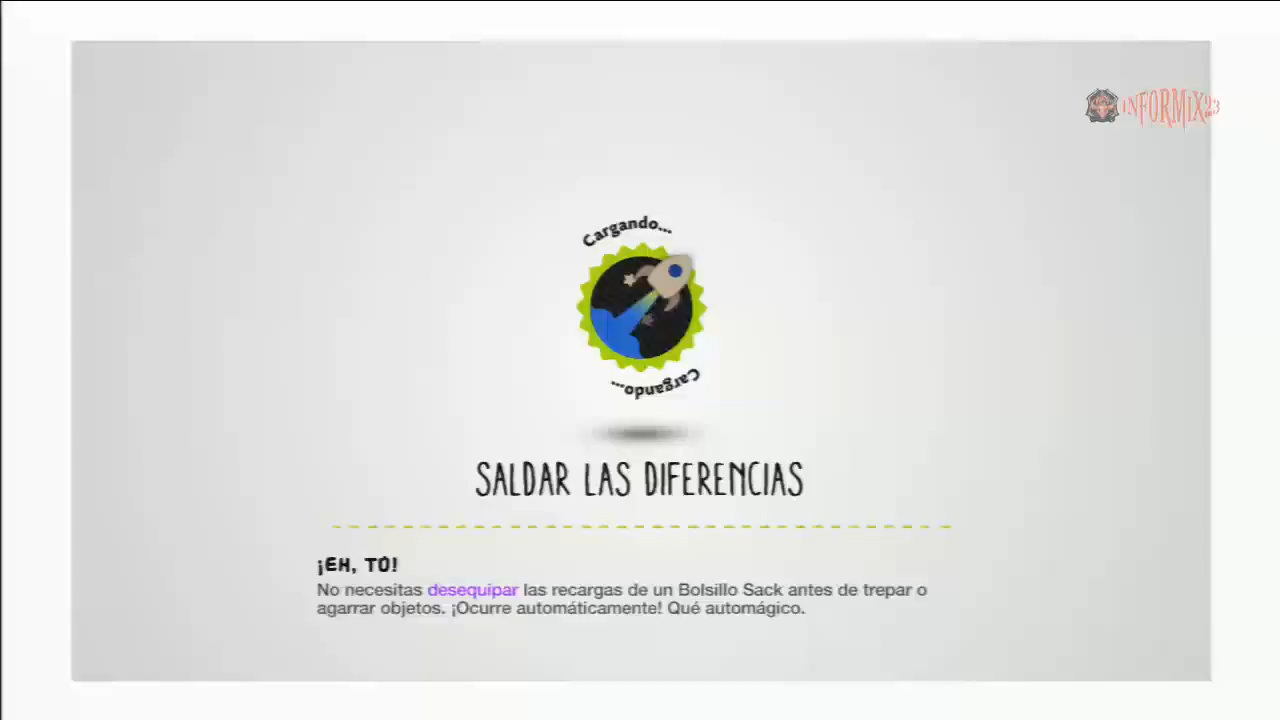 INFORMIX23
Cargando...
Cargando...
SALDAR LAS DIFERENCIAS
¡EH, TÚ!
No necesitas desequipar las recargas de un Bolsillo Sack antes de trepar o
agarrar objetos. ¡Ocurre automáticamente! Qué automágico.